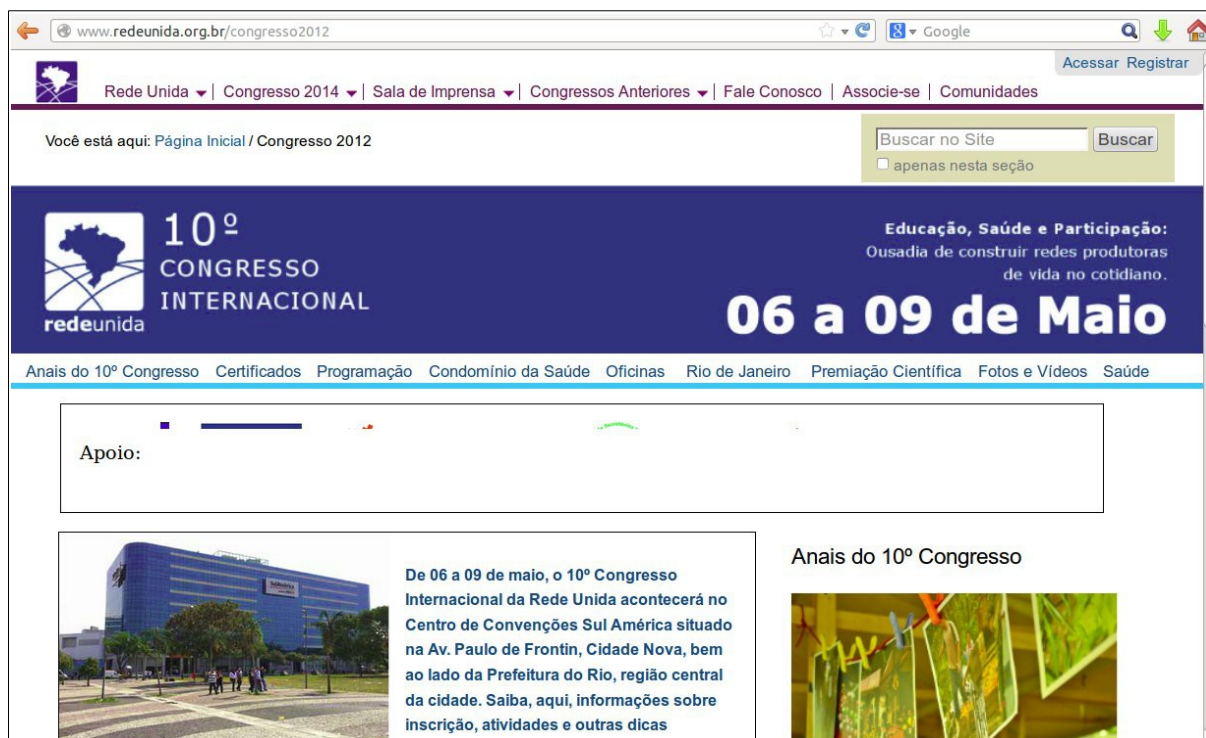 www.redeunida.org.br/congresso2012
Google
Acessar Registrar
Rede Unida | Congresso 2014 | Sala de Imprensa | Congressos Anteriores | Fale Conosco | Associe-se | Comunidades
Você está aqui: Página Inicial / Congresso 2012
Buscar no Site
Buscar
apenas nesta seção
10º
CONGRESSO
INTERNACIONAL
redeunida
Educação, Saúde e Participação:
Ousadia de construir redes produtoras
de vida no cotidiano.
06 a 09 de Maio
Anais do 10º Congresso Certificados Programação Condomínio da Saúde Oficinas Rio de Janeiro Premiação Científica Fotos e Vídeos Saúde
Apoio:
De 06 a 09 de maio, o 10º Congresso
Internacional da Rede Unida acontecerá no
Centro de Convenções Sul América situado
na Av. Paulo de Frontin, Cidade Nova, bem
ao lado da Prefeitura do Rio, região central
da cidade. Saiba, aqui, informações sobre
inscrição, atividades e outras dicas
Anais do 10º Congresso